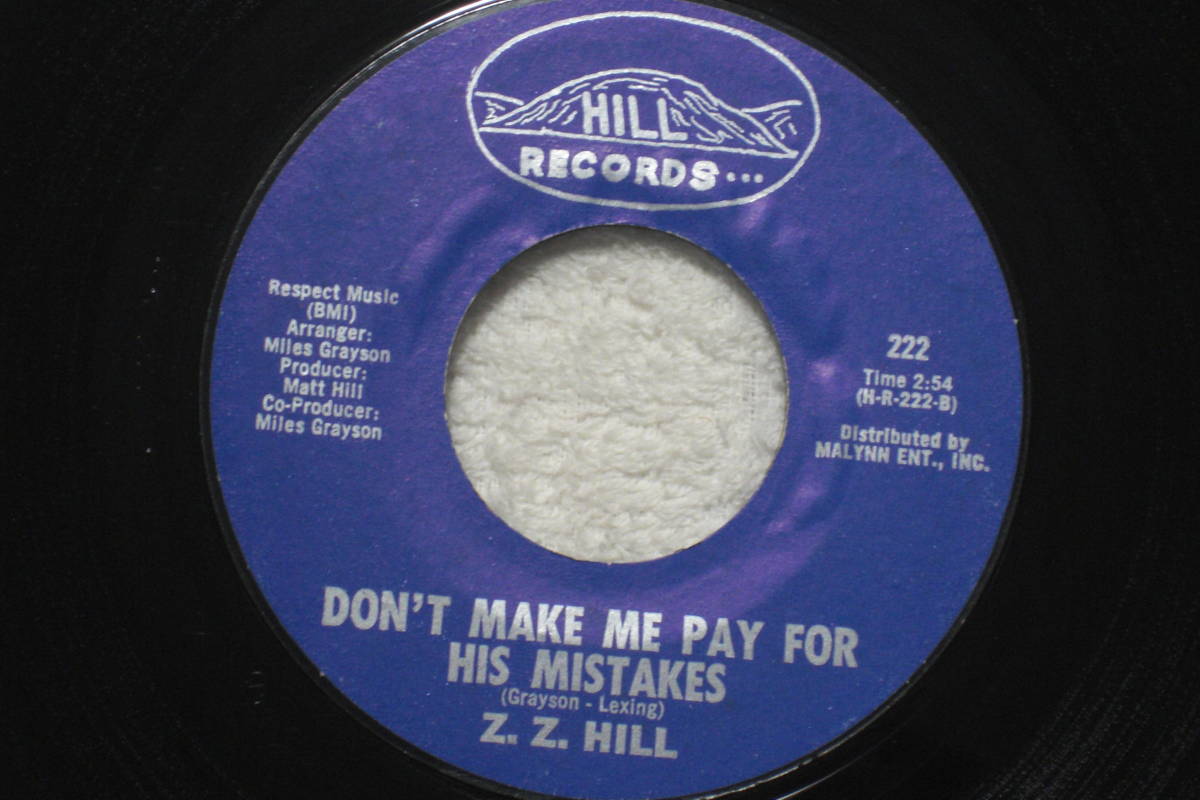 HILL
RECORDS...
Respect Music
(BMI)
Arranger:
Miles Grayson
Producer:
Matt Hill
Co-Producer:
Miles Grayson
222
Time 2:54
(H-R-222-B)
Distributed by
MALYNN ENT., INC.
DON'T MAKE ME PAY FOR
HIS MISTAKES
(Grayson - Lexing)
Z. Z. HILL